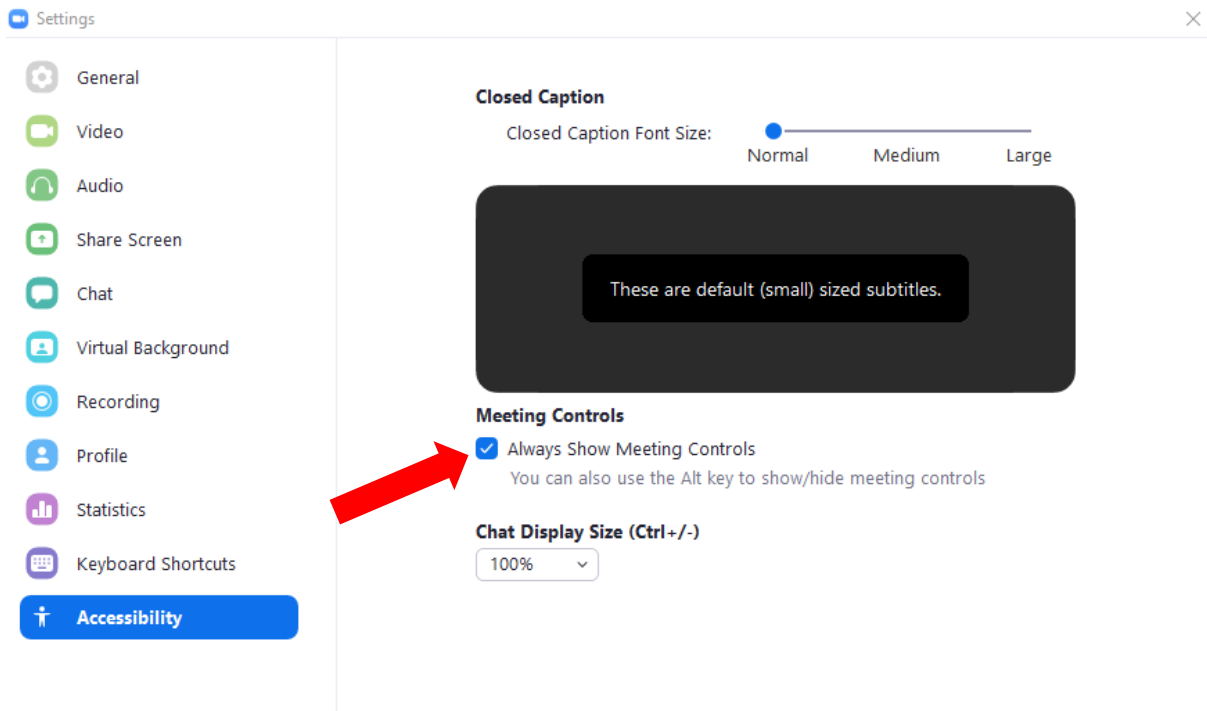 Settings
General
Video
Audio
Share Screen
Chat
Virtual Background
Recording
Profile
Statistics
Keyboard Shortcuts
Accessibility
Closed Caption
Closed Caption Font Size:
Normal Medium Large
These are default (small) sized subtitles.
Meeting Controls
Always Show Meeting Controls
You can also use the Alt key to show/hide meeting controls
Chat Display Size (Ctrl+/-)
100%